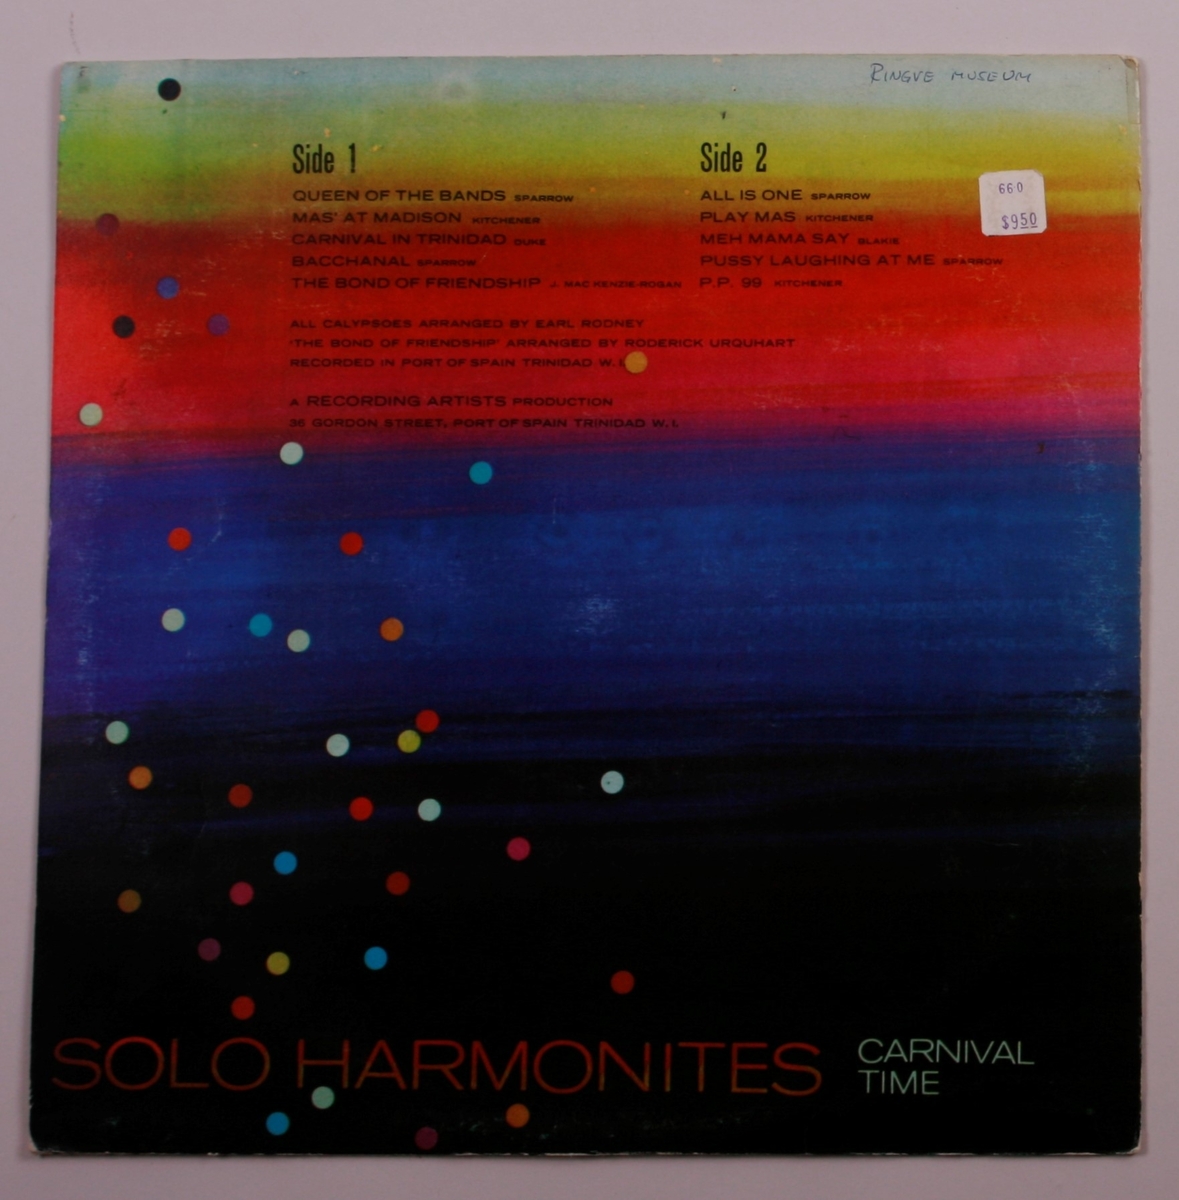 RINGVE MUSEUM
660
$9.50
Side 1
QUEEN OF THE BANDS SPARROW
MAS' AT MADISON KITCHENER
CARNIVAL IN TRINIDAD DUKE
BACCHANAL SPARROW
THE BOND OF FRIENDSHIP J. MAC KENZIE-ROGAN
Side 2
ALL IS ONE SPARROW
PLAY MAS KITCHENER
MEH MAMA SAY BLAKIE
PUSSY LAUGHING AT ME SPARROW
P.P. 99 KITCHENER
ALL CALYPSOES ARRANGED BY EARL RODNEY
'THE BOND OF FRIENDSHIP' ARRANGED BY RODERICK URQUHART
RECORDED IN PORT OF SPAIN TRINIDAD W.I.
A RECORDING ARTISTS PRODUCTION
36 GORDON STREET, PORT OF SPAIN TRINIDAD W.I.
SOLO HARMONITES
CARNIVAL
TIME